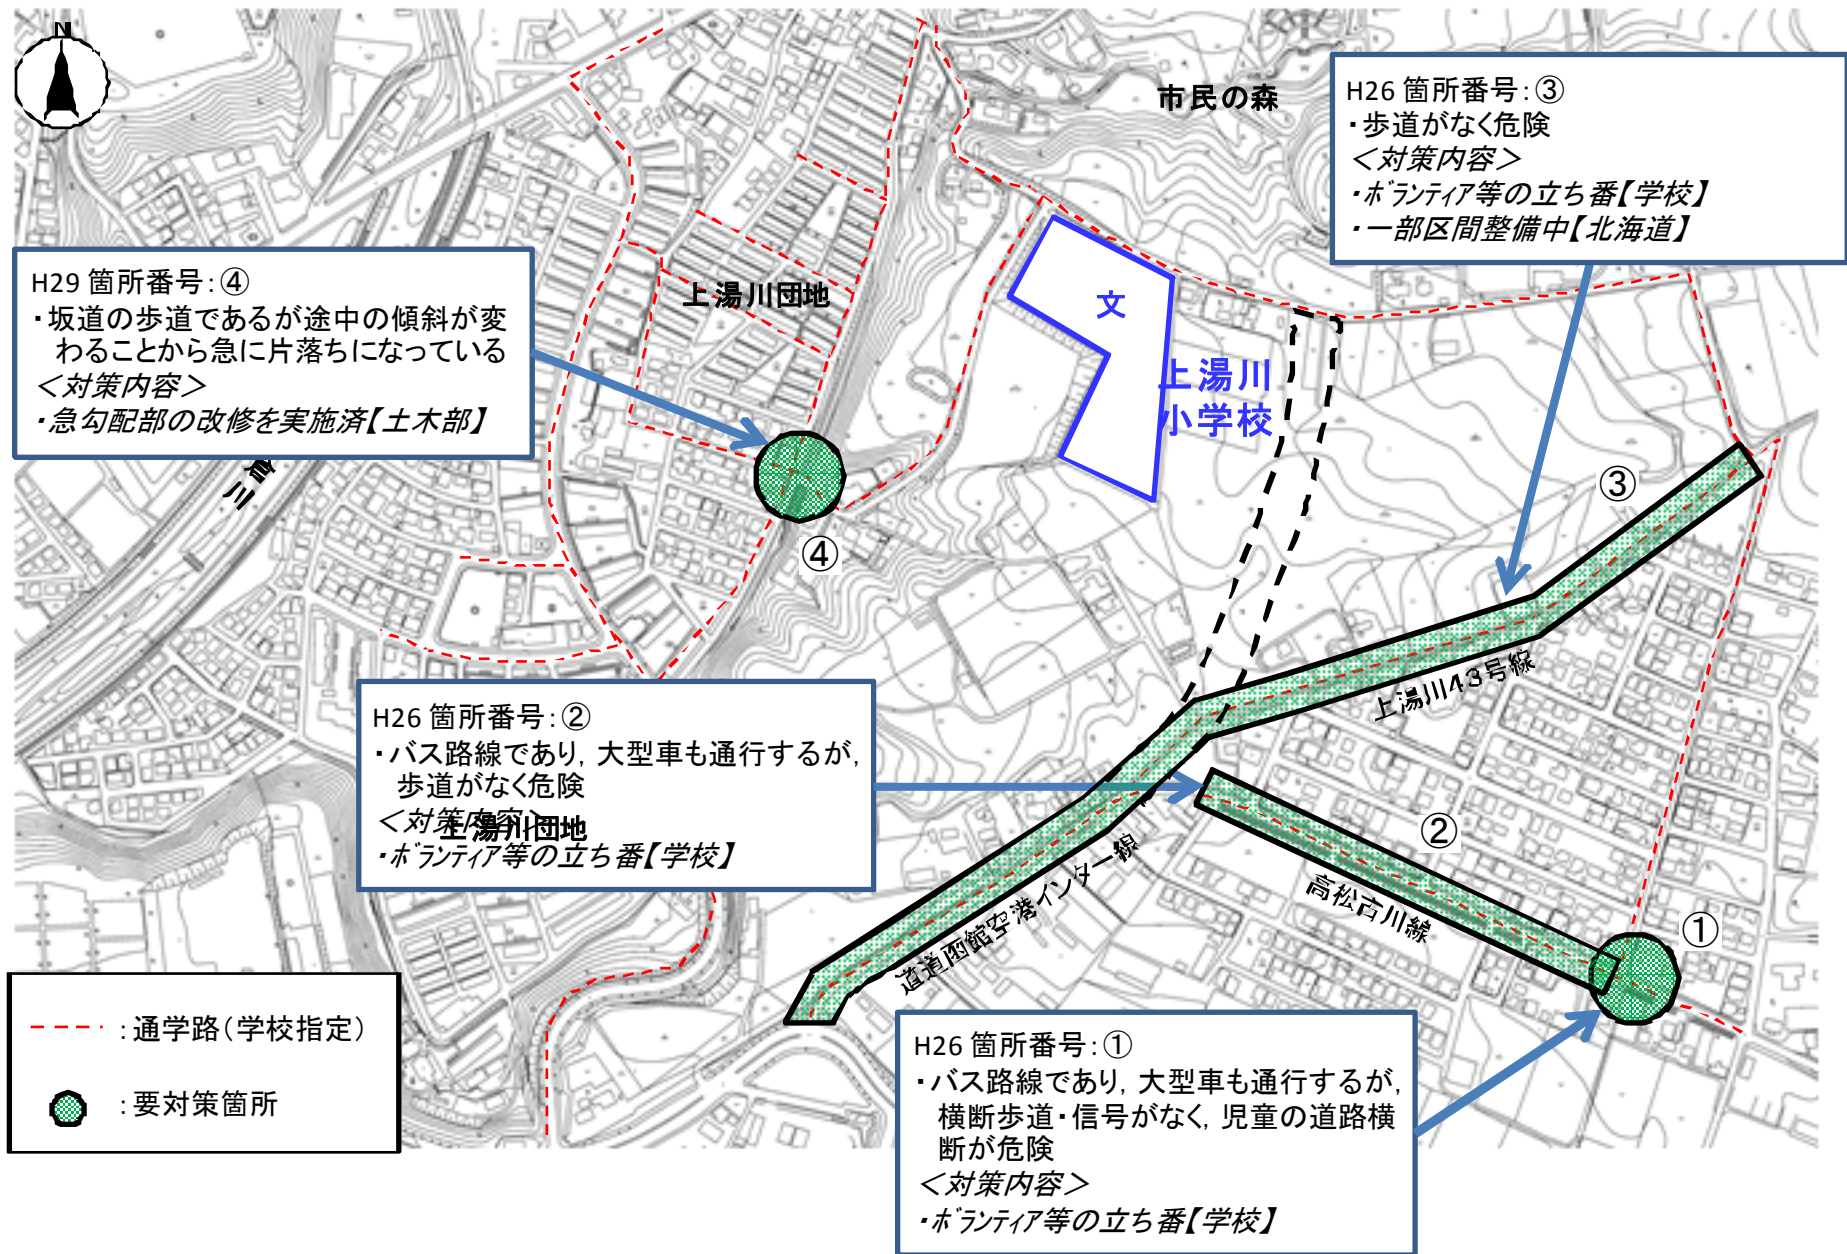 N
市民の森
H26 箇所番号：③
・歩道がなく危険
＜対策内容＞
・ボランティア等の立ち番【学校】
・一部区間整備中【北海道】
H29 箇所番号：④
・坂道の歩道であるが途中の傾斜が変
わることから急に片落ちになっている
＜対策内容＞
・急勾配部の改修を実施済【土木部】
上湯川団地
文
上湯川
小学校
倉川
③
④
上湯川43号線
H26 箇所番号：②
・バス路線であり，大型車も通行するが，
歩道がなく危険
＜対策内容＞
・ボランティア等の立ち番【学校】
上湯川団地
②
高松古川線
道道函館空港インター線
①
：通学路（学校指定）
：要対策箇所
H26 箇所番号：①
・バス路線であり，大型車も通行するが，
横断歩道・信号がなく，児童の道路横
断が危険
＜対策内容＞
・ボランティア等の立ち番【学校】